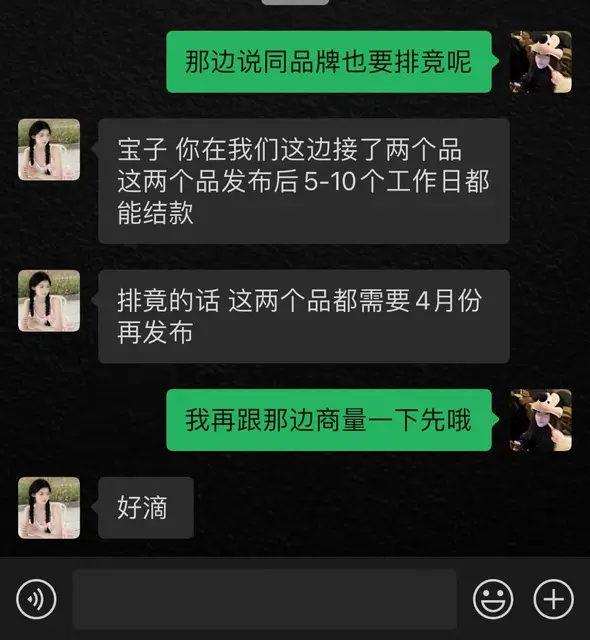 那边说同品牌也要排竞呢
宝子 你在我们这边接了两个品
这两个品发布后5-10个工作日都
能结款
排竟的话 这两个品都需要4月份
再发布
我再跟那边商量一下先哦
好滴